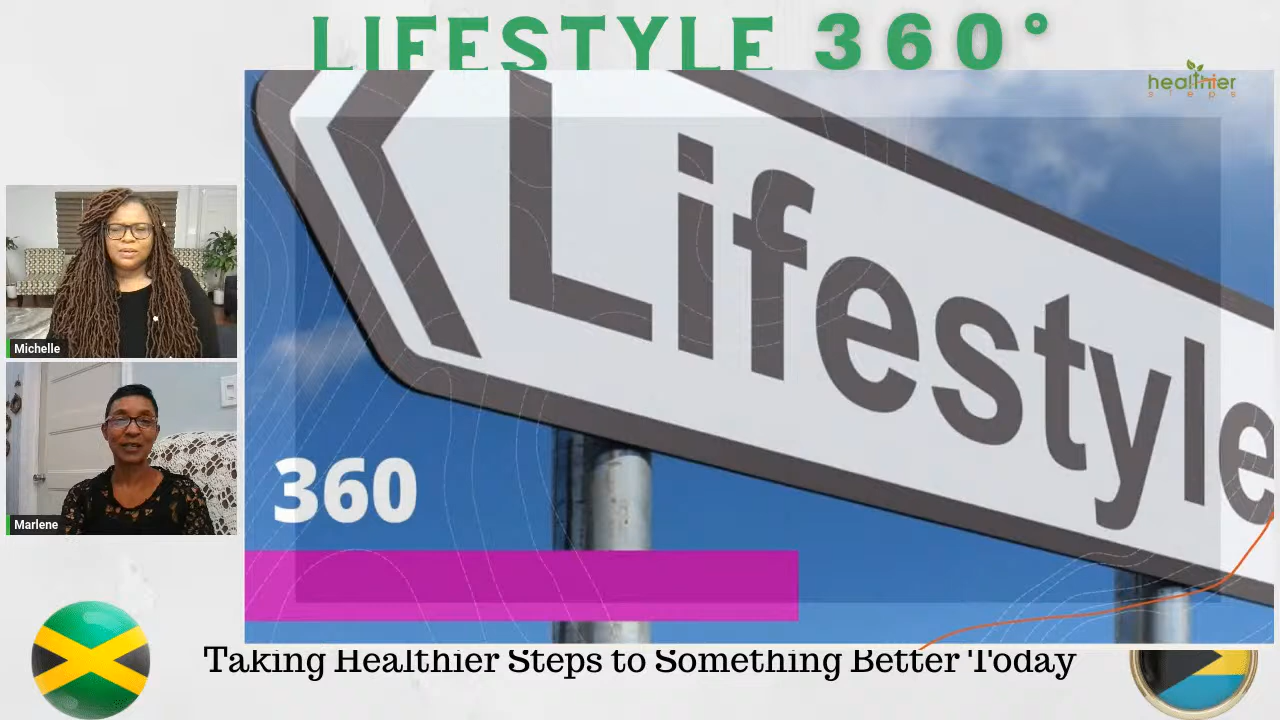 LIFESTYLE 360°
healthier
steps
Lifestyle
360
Michelle
Marlene
Taking Healthier Steps to Something Better Today